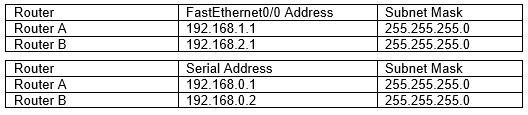 Router FastEthernet0/0 Address Subnet Mask
Router A 192.168.1.1 255.255.255.0
Router B 192.168.2.1 255.255.255.0
Router Serial Address Subnet Mask
Router A 192.168.0.1 255.255.255.0
Router B 192.168.0.2 255.255.255.0